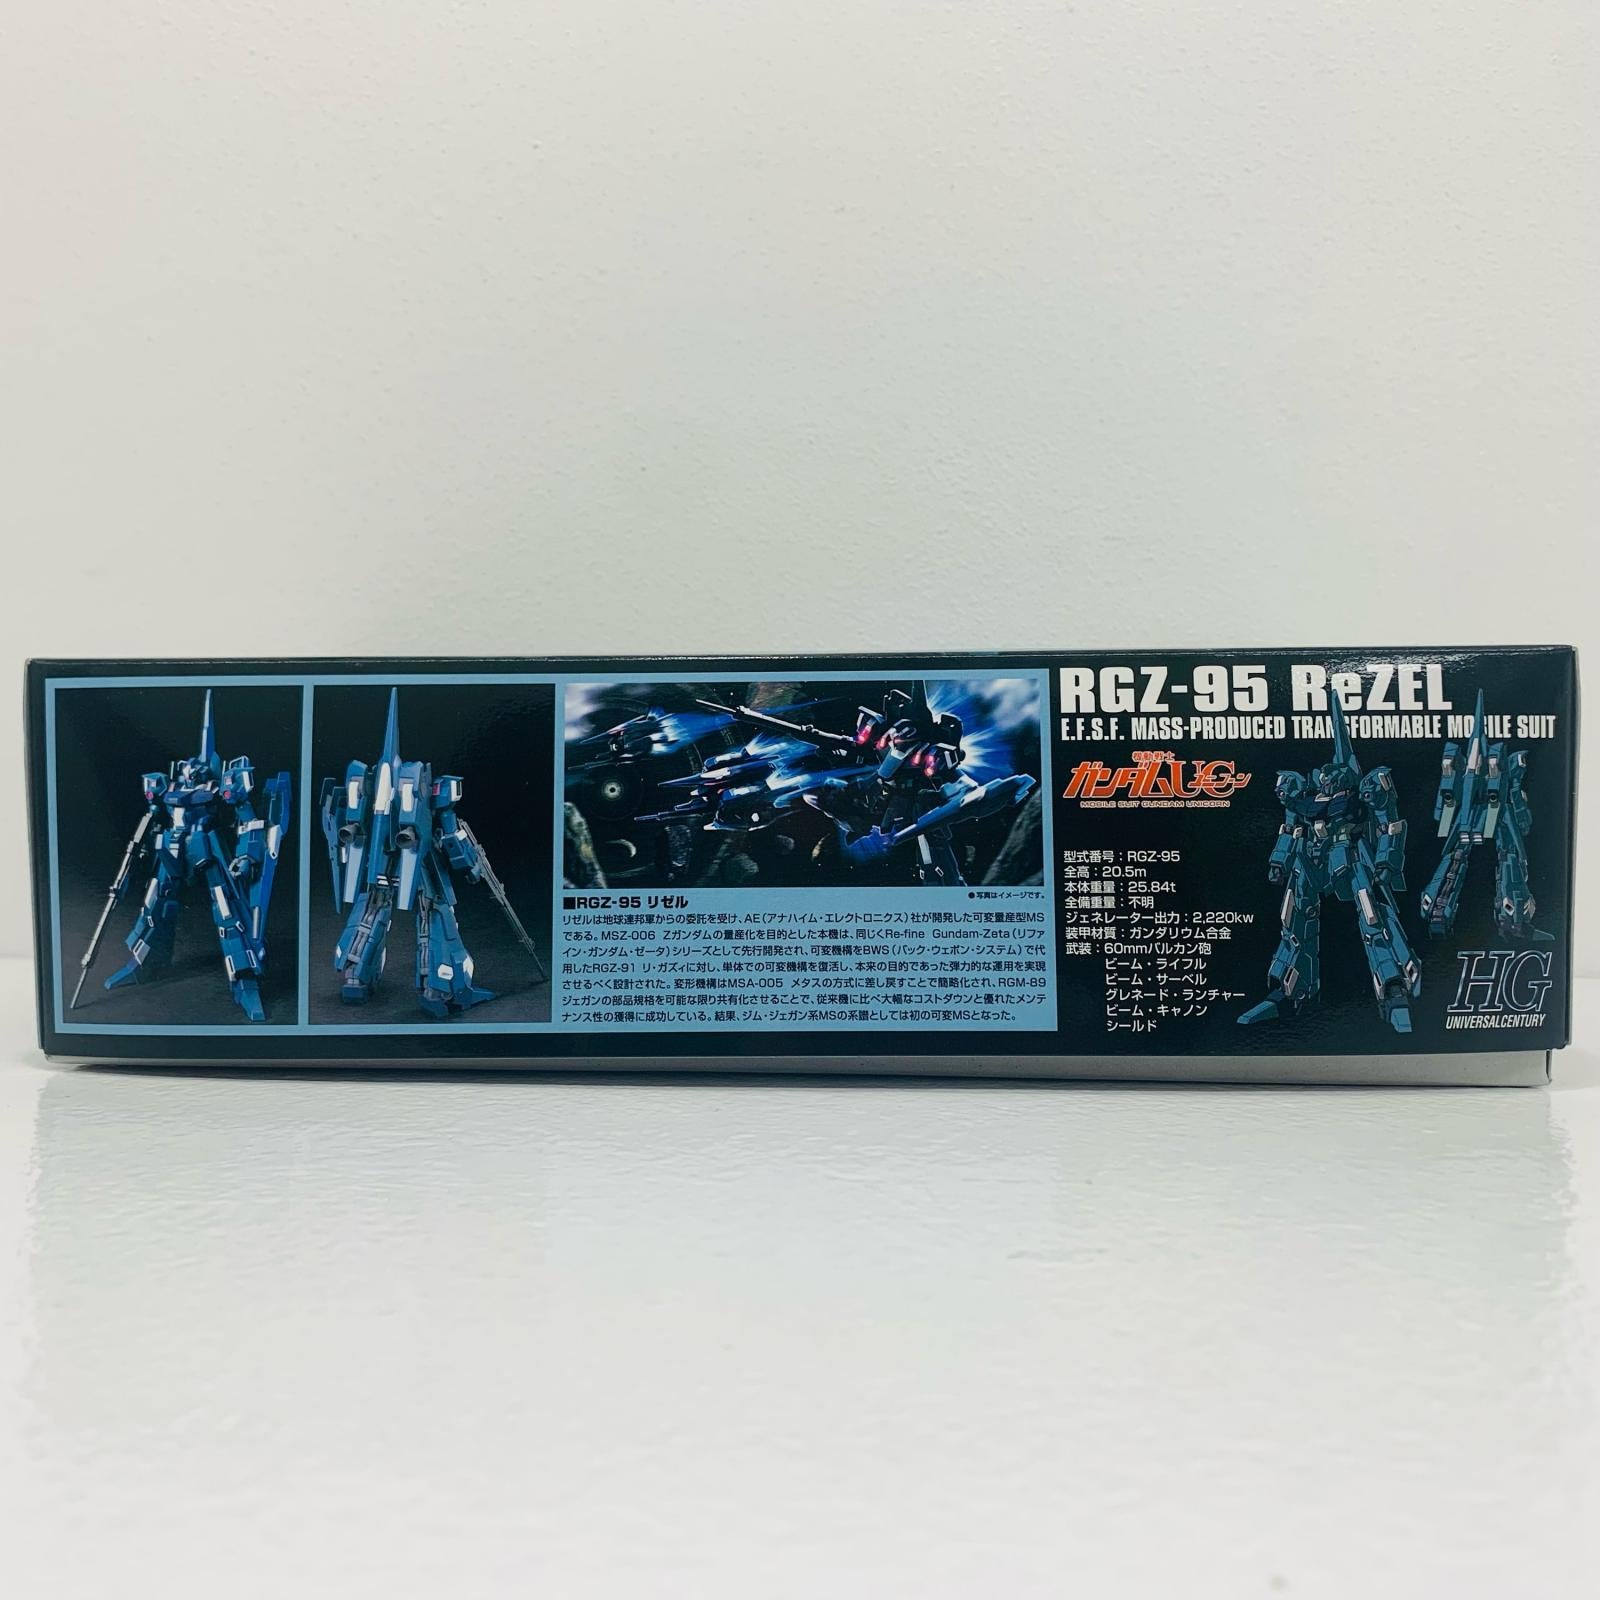 RGZ-95 ReZEL
E.F.S.F. MASS-PRODUCED TRANSFORMABLE MOBILE SUIT
機動戦士
ガンダムUC
ユニコーン
MOBILE SUIT GUNDAM UNICORN
●写真はイメージです。
■RGZ-95 リゼル
リゼルは地球連邦軍からの委託を受け、AE(アナハイム・エレクトロニクス)社が開発した可変量産型MS
である。MSZ-006 Zガンダムの量産化を目的とした本機は、同じくRe-fine Gundam-Zeta(リファ
イン・ガンダム・ゼータ)シリーズとして先行開発され、可変機構をBWS(バック・ウェポン・システム)で代
用したRGZ-91 リ・ガズィに対し、単体での可変機構を復活し、本来の目的であった弾力的な運用を実現
させるべく設計された。変形機構はMSA-005 メタスの方式に差し戻すことで簡略化され、RGM-89
ジェガンの部品規格を可能な限り共有化させることで、従来機に比べ大幅なコストダウンと優れたメンテ
ナンス性の獲得に成功している。結果、ジム・ジェガン系MSの系譜としては初の可変MSとなった。
型式番号：RGZ-95
全高：20.5m
本体重量：25.84t
全備重量：不明
ジェネレーター出力：2,220kw
装甲材質：ガンダリウム合金
武装：60mmバルカン砲
ビーム・ライフル
ビーム・サーベル
グレネード・ランチャー
ビーム・キャノン
シールド
HG
UNIVERSAL CENTURY